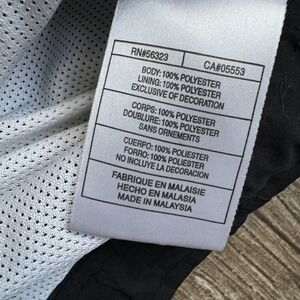 RN#56323 CA#05553
BODY: 100% POLYESTER
LINING: 100% POLYESTER
EXCLUSIVE OF DECORATION
CORPS: 100% POLYESTER
DOUBLURE: 100% POLYESTER
SANS ORNEMENTS
CUERPO: 100% POLIESTER
FORRO: 100% POLIESTER
NO INCLUYE LA DECORACION
FABRIQUE EN MALAISIE
HECHO EN MALASIA
MADE IN MALAYSIA